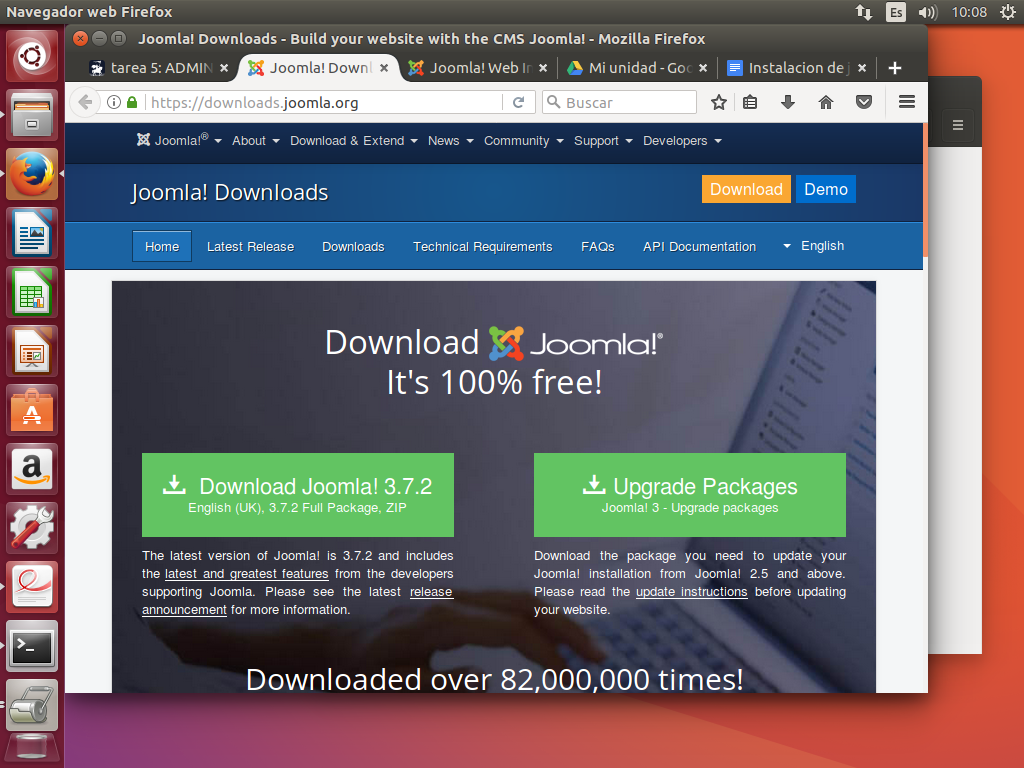 Navegador web Firefox
Es
10:08
Joomla! Downloads - Build your website with the CMS Joomla! - Mozilla Firefox
tarea 5: ADMIN
Joomla! Downl
Joomla! Web In
Mi unidad - Goo
Instalacion de j
https://downloads.joomla.org
Buscar
Joomla!® About Download & Extend News Community Support Developers
Joomla! Downloads
Download
Demo
Home Latest Release Downloads Technical Requirements FAQs API Documentation English
Download Joomla!®
It's 100% free!
Download Joomla! 3.7.2
English (UK), 3.7.2 Full Package, ZIP
The latest version of Joomla! is 3.7.2 and includes
the latest and greatest features from the developers
supporting Joomla. Please see the latest release
announcement for more information.
Upgrade Packages
Joomla! 3 - Upgrade packages
Download the package you need to update your
Joomla! installation from Joomla! 2.5 and above.
Please read the update instructions before updating
your website.
Downloaded over 82,000,000 times!